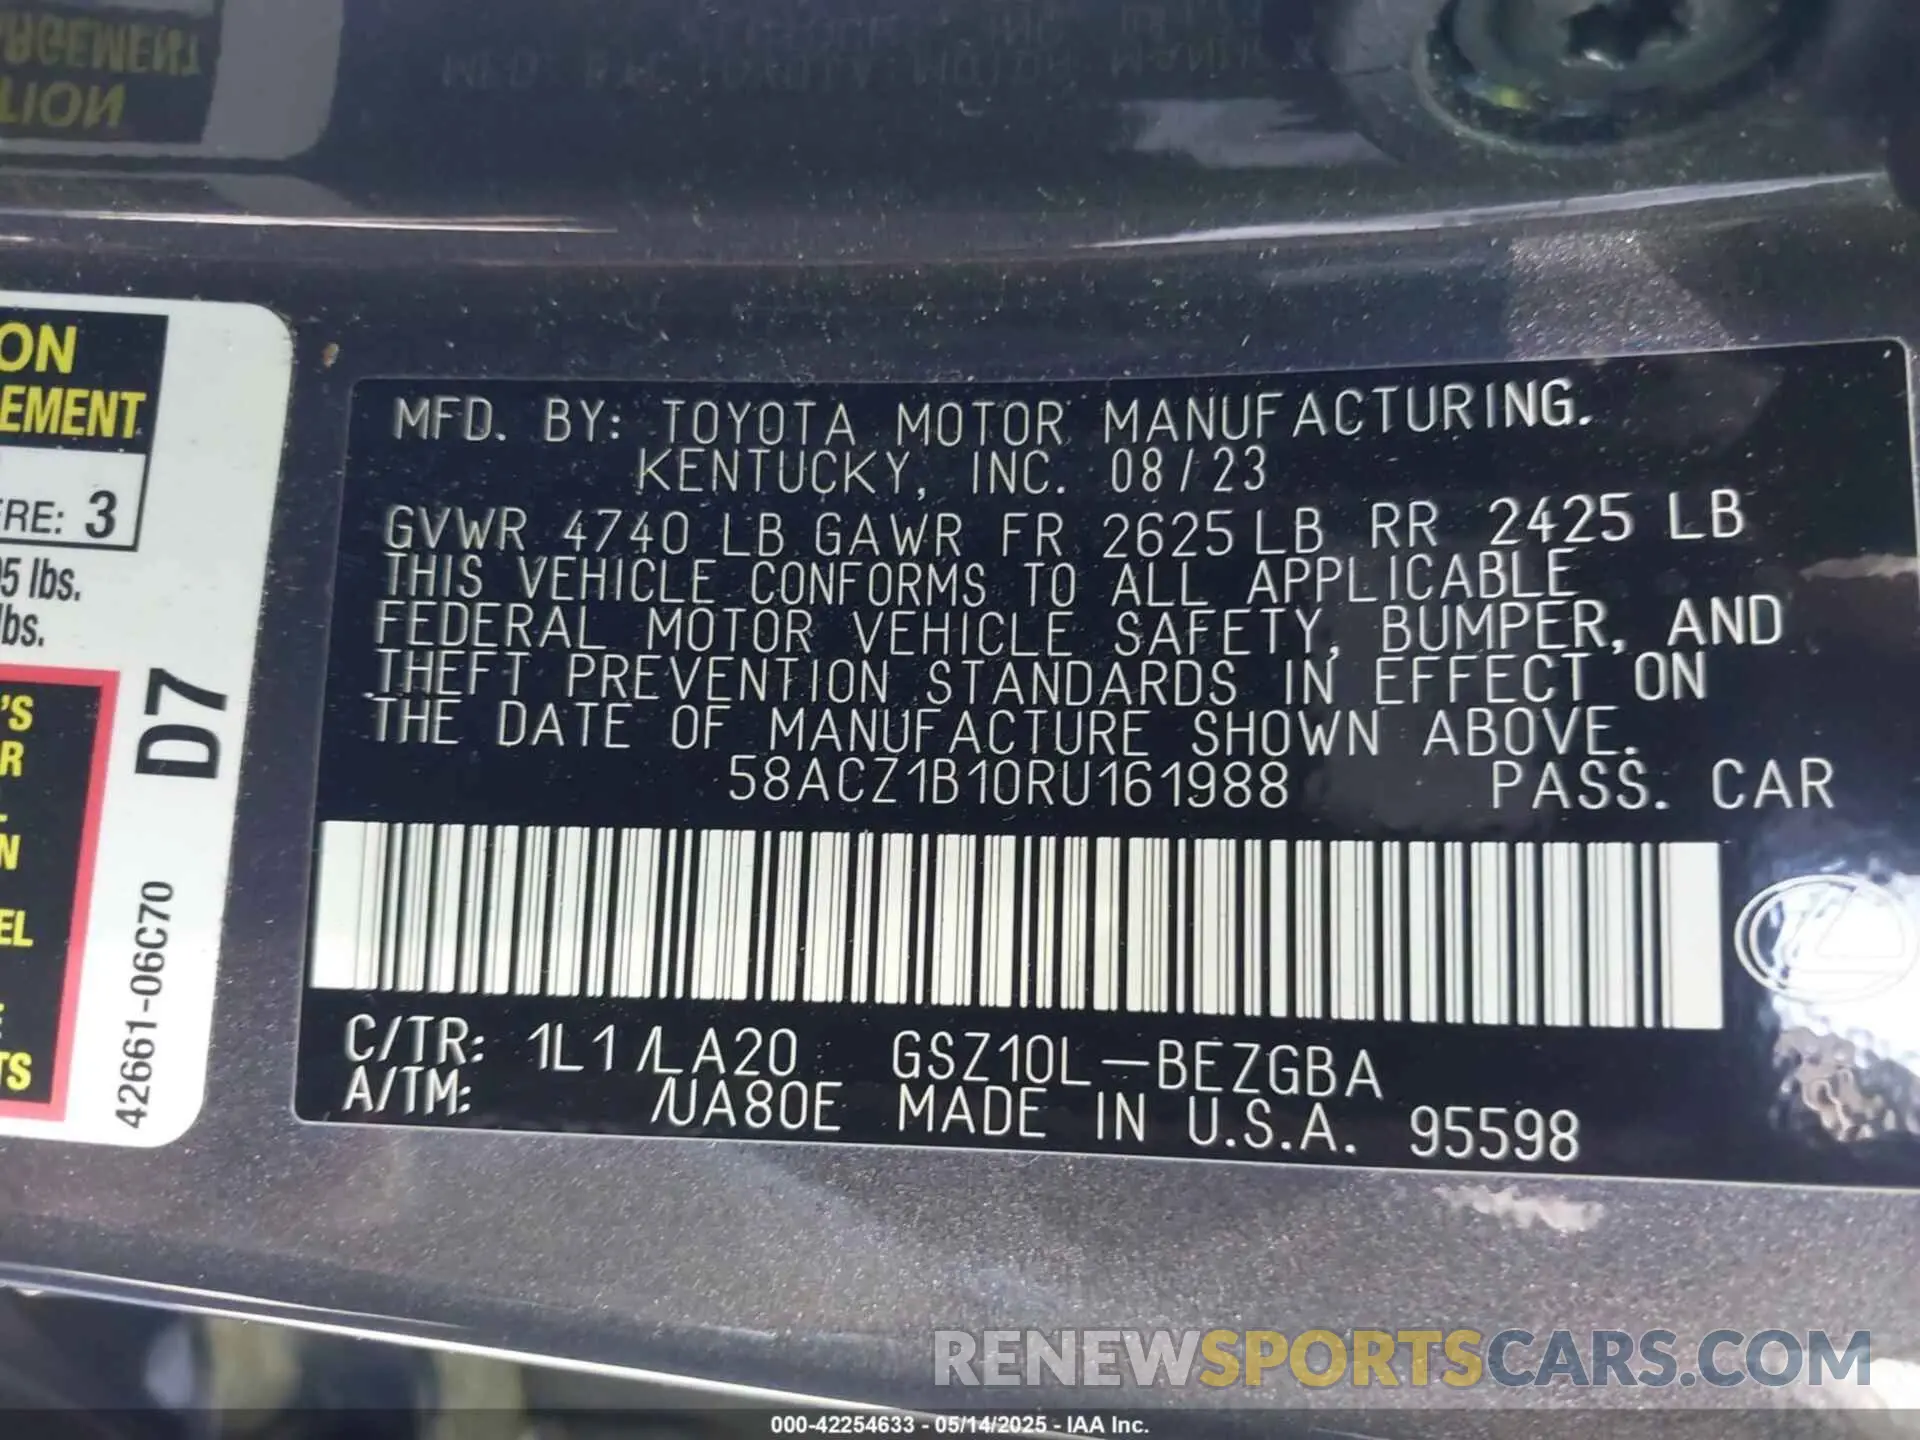 ON
EMENT
FRE: 3
5 lbs.
lbs.
'S
R
N
EL
TS
D7
42661-06C70
MFD. BY: TOYOTA MOTOR MANUFACTURING.
KENTUCKY, INC. 08/23
GVWR 4740 LB GAWR FR 2625 LB RR 2425 LB
THIS VEHICLE CONFORMS TO ALL APPLICABLE
FEDERAL MOTOR VEHICLE SAFETY, BUMPER, AND
THEFT PREVENTION STANDARDS IN EFFECT ON
THE DATE OF MANUFACTURE SHOWN ABOVE.
58ACZ1B10RU161988 PASS. CAR
C/TR: 1L1/LA20 GSZ10L-BEZGBA
A/TM: /UA80E MADE IN U.S.A. 95598
RENEWSPORTSCARS.COM
000-42254633 - 05/14/2025 - IAA Inc.